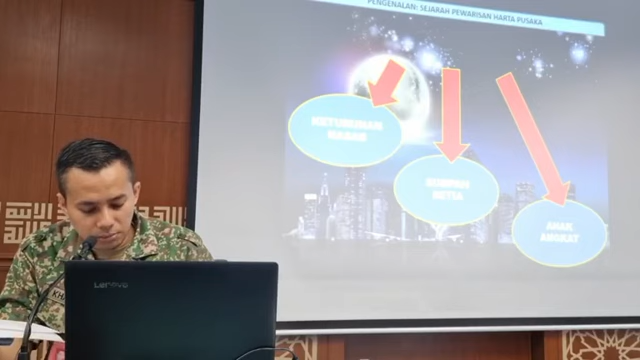 PENGENALAN: SEJARAH PEWARISAN HARTA PUSAKA
KETURUNAN
NASAB
SUMPAH
SETIA
ANAK
ANGKAT
Lenovo